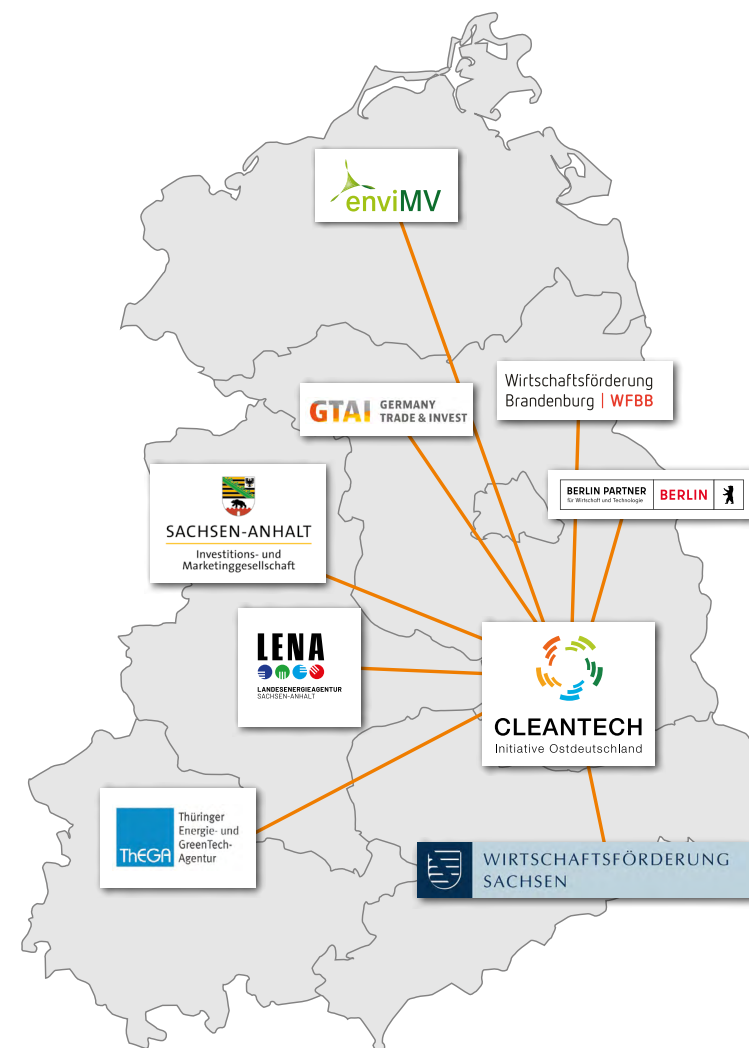 enviMV
Wirtschaftsförderung
Brandenburg | WFBB
GTAI GERMANY
TRADE & INVEST
BERLIN PARTNER
für Wirtschaft und Technologie
BERLIN
SACHSEN-ANHALT
Investitions- und
Marketinggesellschaft
LENA
LANDESENERGIEAGENTUR
SACHSEN-ANHALT
CLEANTECH
Initiative Ostdeutschland
ThEGA
Thüringer
Energie- und
GreenTech-
Agentur
WIRTSCHAFTSFÖRDERUNG
SACHSEN